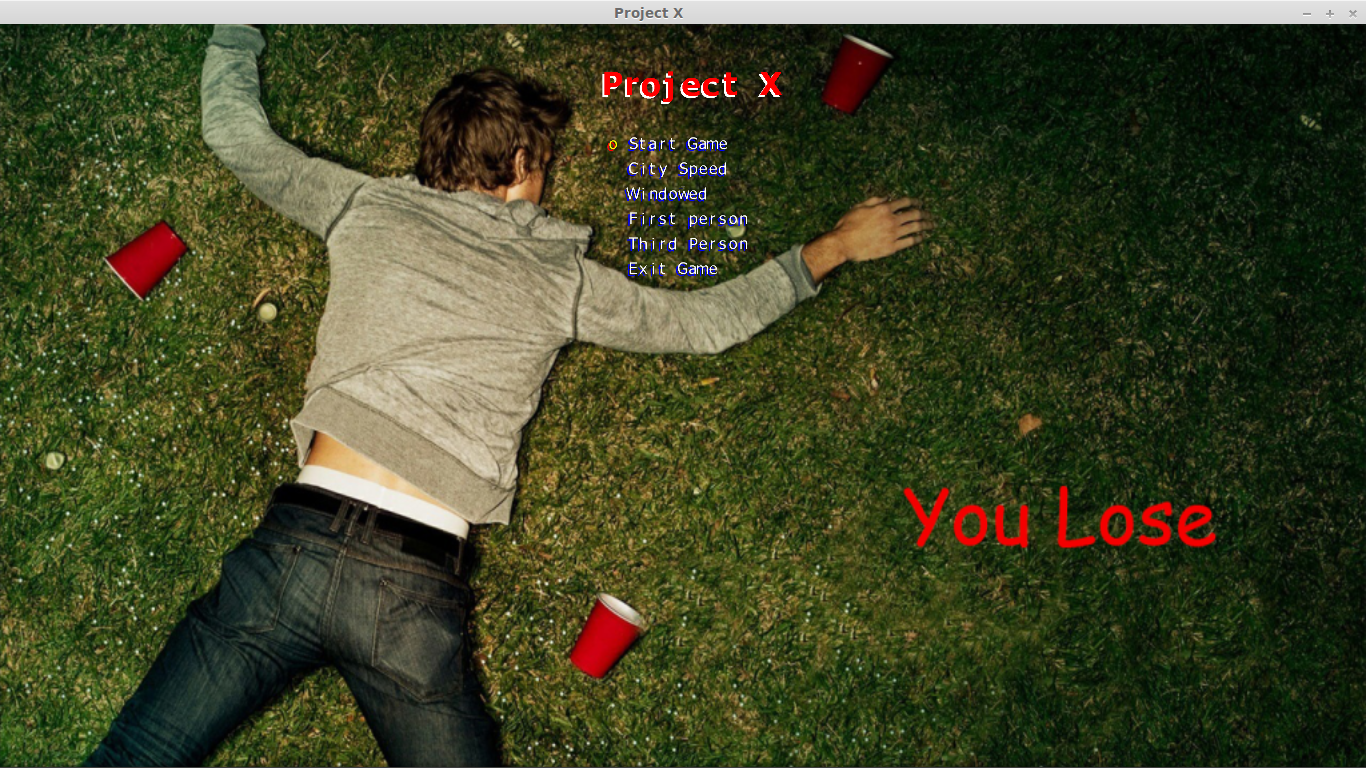 Project X
Project X
o Start Game
City Speed
Windowed
First person
Third Person
Exit Game
You Lose